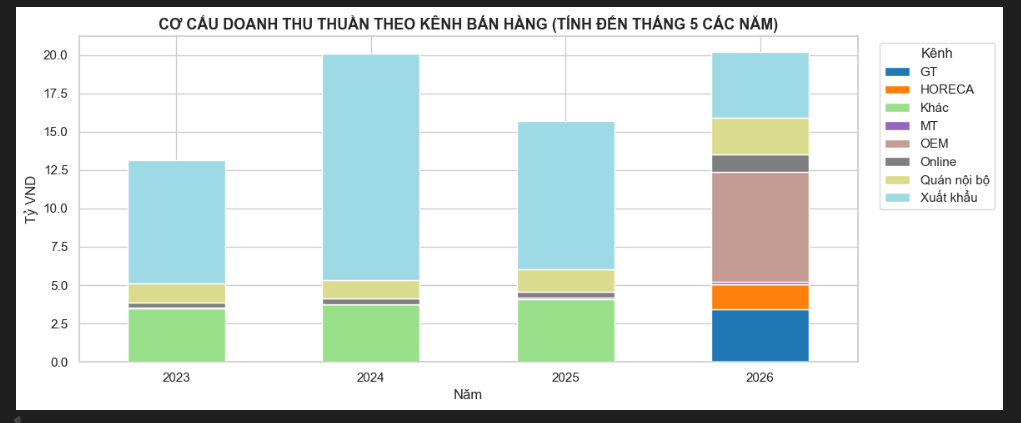 CƠ CẤU DOANH THU THUẦN THEO KÊNH BÁN HÀNG (TÍNH ĐẾN THÁNG 5 CÁC NĂM)
Tỷ VND
20.0
17.5
15.0
12.5
10.0
7.5
5.0
2.5
0.0
2023
2024
2025
2026
Năm
Kênh
GT
HORECA
Khác
MT
OEM
Online
Quán nội bộ
Xuất khẩu